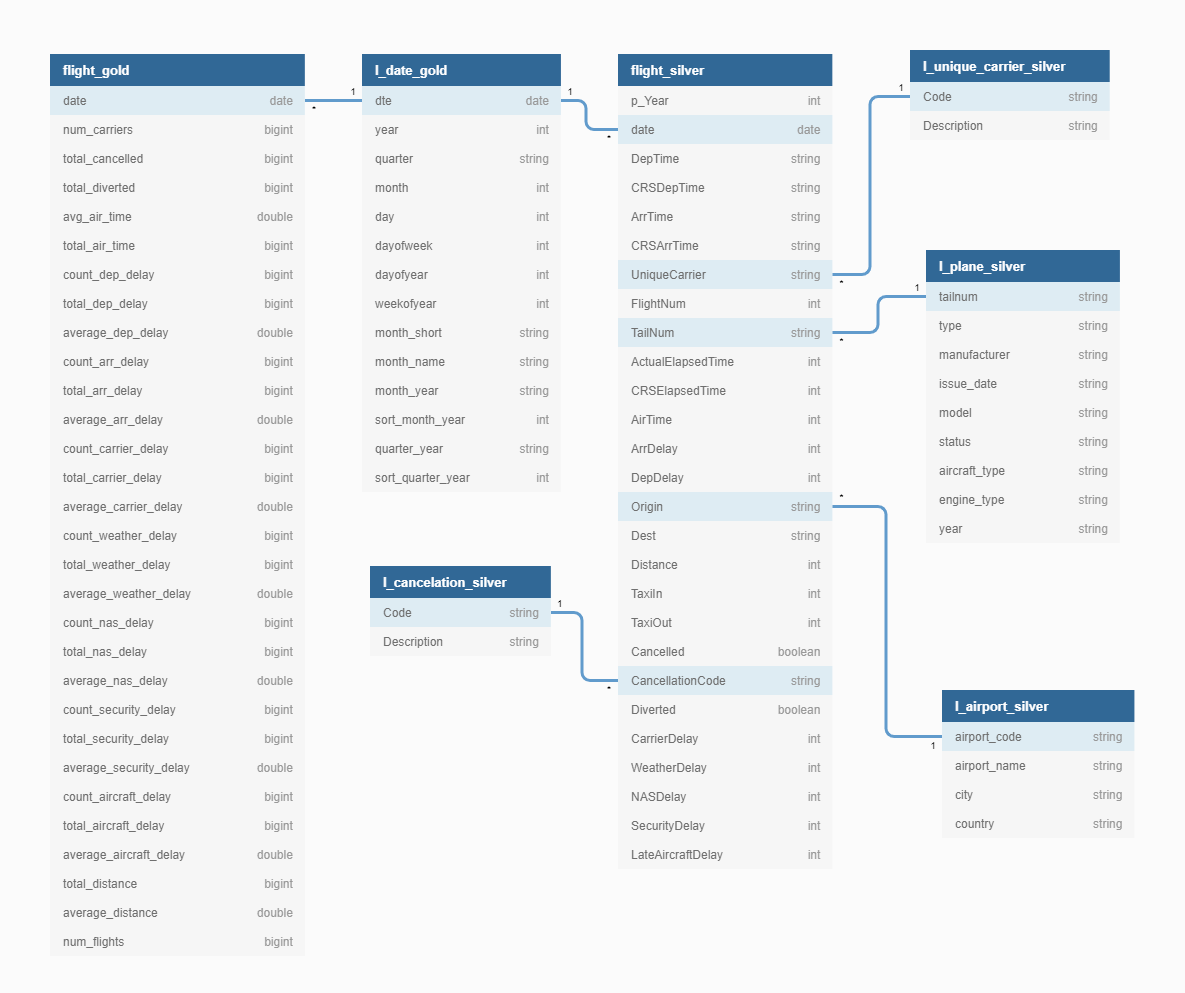 flight_gold
date date
num_carriers bigint
total_cancelled bigint
total_diverted bigint
avg_air_time double
total_air_time bigint
count_dep_delay bigint
total_dep_delay bigint
average_dep_delay double
count_arr_delay bigint
total_arr_delay bigint
average_arr_delay double
count_carrier_delay bigint
total_carrier_delay bigint
average_carrier_delay double
count_weather_delay bigint
total_weather_delay bigint
average_weather_delay double
count_nas_delay bigint
total_nas_delay bigint
average_nas_delay double
count_security_delay bigint
total_security_delay bigint
average_security_delay double
count_aircraft_delay bigint
total_aircraft_delay bigint
average_aircraft_delay double
total_distance bigint
average_distance double
num_flights bigint
* 1
l_date_gold
dte date
year int
quarter string
month int
day int
dayofweek int
dayofyear int
weekofyear int
month_short string
month_name string
month_year string
sort_month_year int
quarter_year string
sort_quarter_year int
1 *
l_cancelation_silver
Code string
Description string
1 *
flight_silver
p_Year int
date date
DepTime string
CRSDepTime string
ArrTime string
CRSArrTime string
UniqueCarrier string
FlightNum int
TailNum string
ActualElapsedTime int
CRSElapsedTime int
AirTime int
ArrDelay int
DepDelay int
Origin string
Dest string
Distance int
TaxiIn int
TaxiOut int
Cancelled boolean
CancellationCode string
Diverted boolean
CarrierDelay int
WeatherDelay int
NASDelay int
SecurityDelay int
LateAircraftDelay int
* 1
l_unique_carrier_silver
Code string
Description string
* 1
l_plane_silver
tailnum string
type string
manufacturer string
issue_date string
model string
status string
aircraft_type string
engine_type string
year string
* 1
l_airport_silver
airport_code string
airport_name string
city string
country string